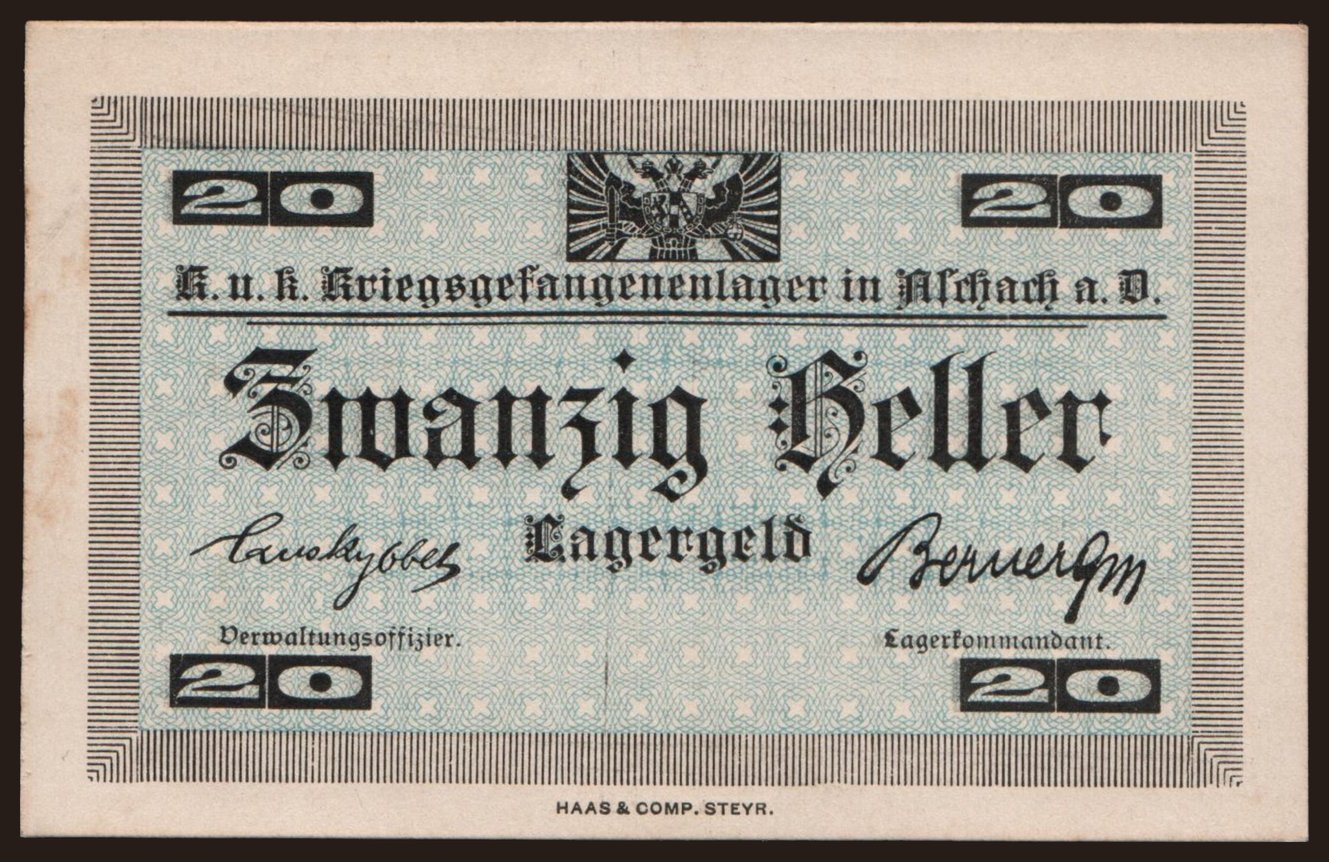 20 20
K. u. k. Kriegsgefangenenlager in Aschach a. D.
Zwanzig Heller
Lagergeld
Verwaltungsoffizier. Lagerkommandant.
20 20
HAAS & COMP. STEYR.